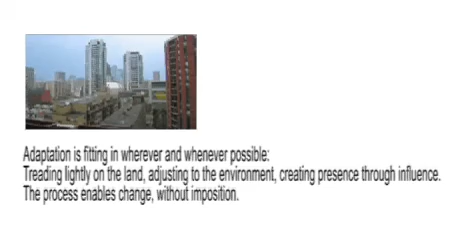 Adaptation is fitting in wherever and whenever possible:
Treading lightly on the land, adjusting to the environment, creating presence through influence.
The process enables change, without imposition.